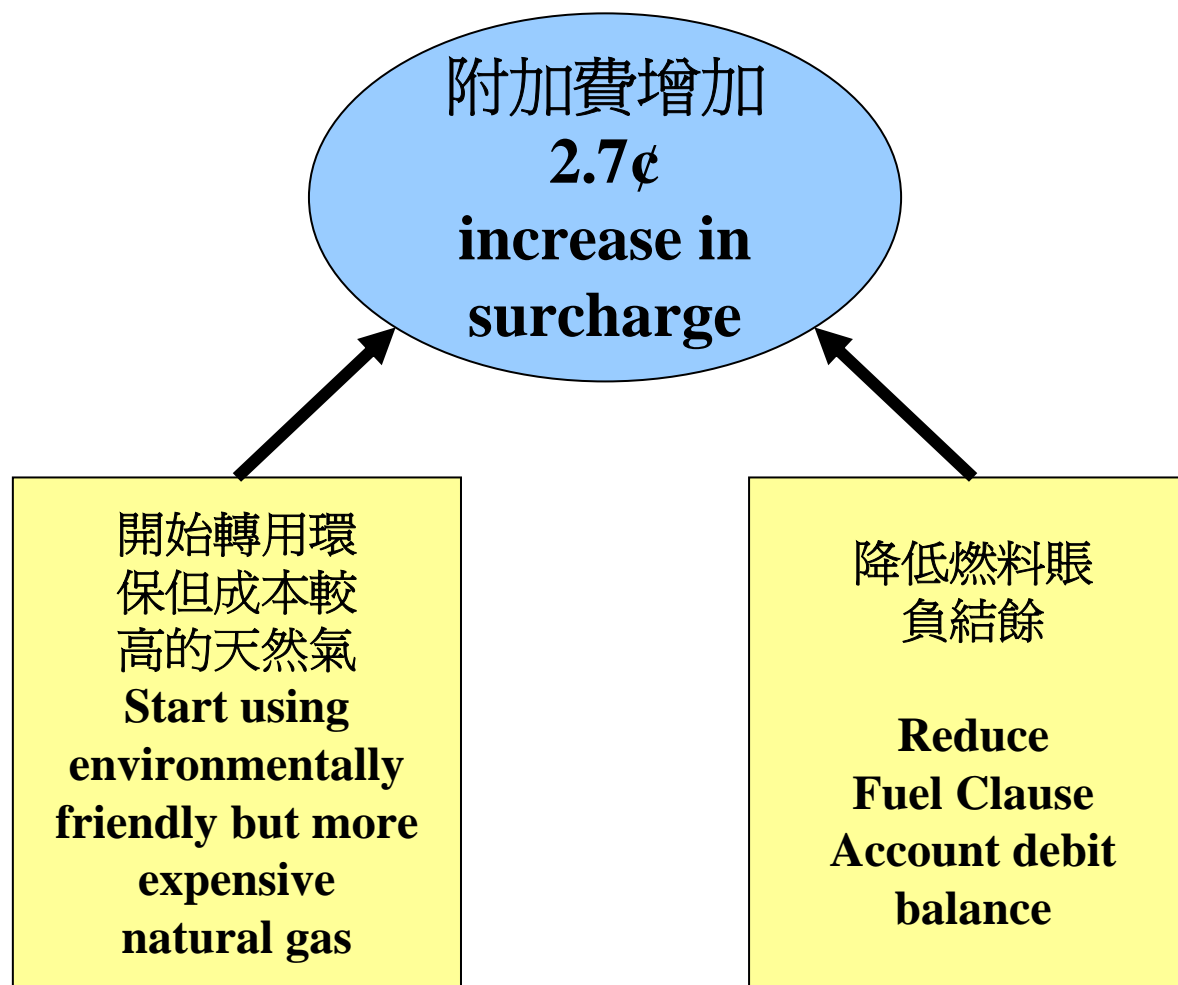 附加費增加
2.7¢
increase in
surcharge
開始轉用環
保但成本較
高的天然氣
Start using
environmentally
friendly but more
expensive
natural gas
降低燃料賬
負結餘
Reduce
Fuel Clause
Account debit
balance